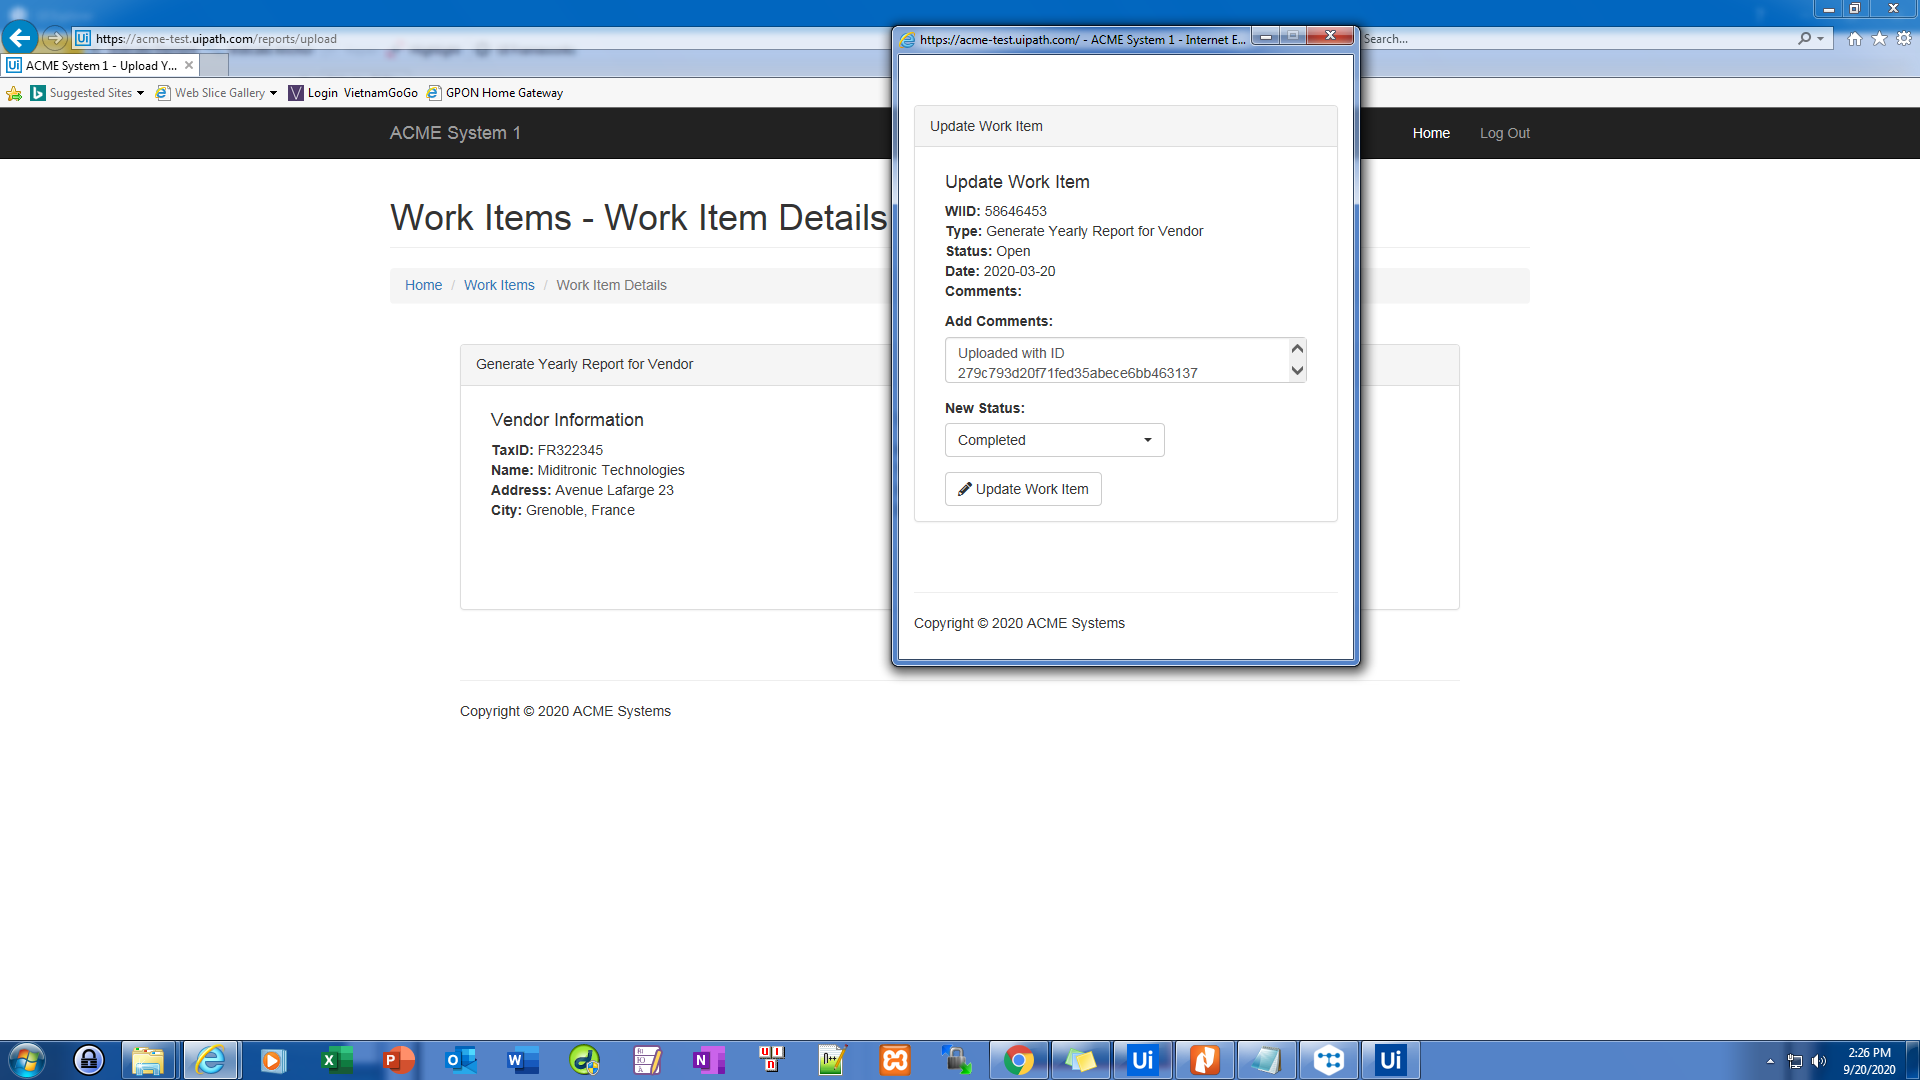 https://acme-test.uipath.com/reports/upload
Search...
ACME System 1 - Upload Y...
Suggested Sites
Web Slice Gallery
Login VietnamGoGo
GPON Home Gateway
ACME System 1
Home
Log Out
Work Items - Work Item Details
Home / Work Items / Work Item Details
Generate Yearly Report for Vendor
Vendor Information
TaxID: FR322345
Name: Miditronic Technologies
Address: Avenue Lafarge 23
City: Grenoble, France
Copyright © 2020 ACME Systems
https://acme-test.uipath.com/ - ACME System 1 - Internet E...
Update Work Item
Update Work Item
WIID: 58646453
Type: Generate Yearly Report for Vendor
Status: Open
Date: 2020-03-20
Comments:
Add Comments:
Uploaded with ID
279c793d20f71fed35abece6bb463137
New Status:
Completed
Update Work Item
Copyright © 2020 ACME Systems
2:26 PM
9/20/2020